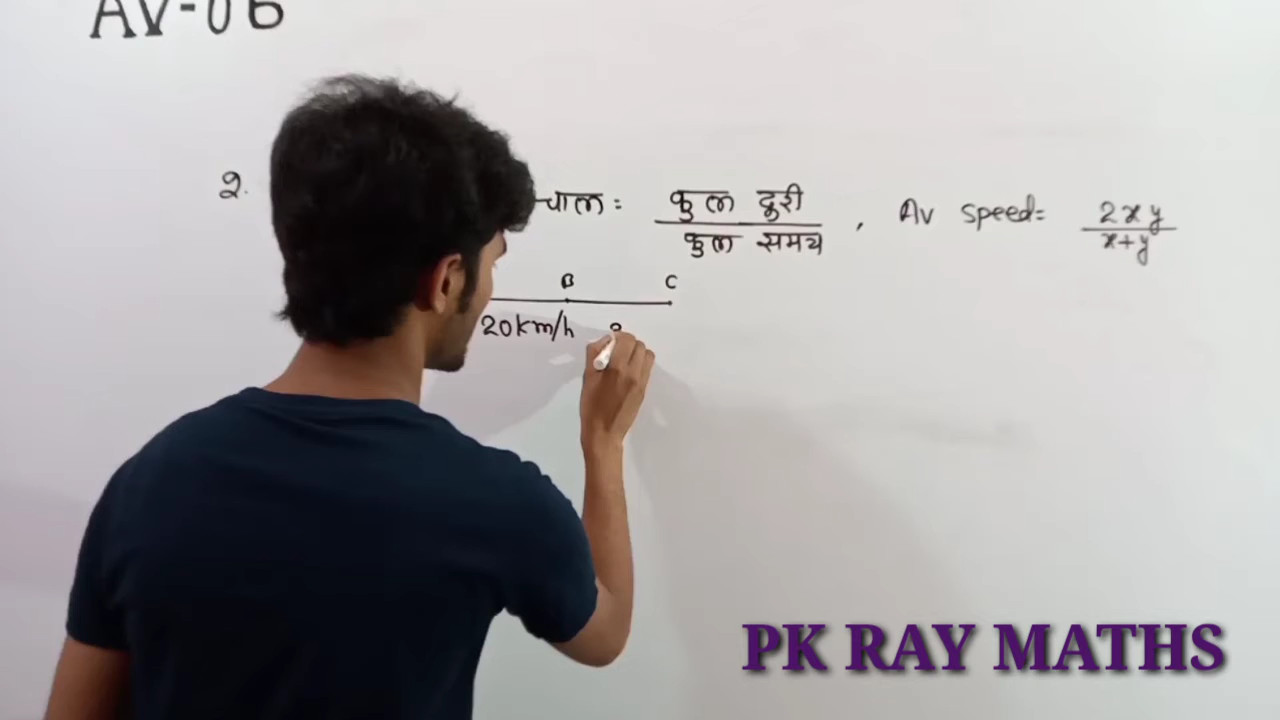 AV-06
2. चाल = कुल दूरी / कुल समय , Av speed = 2xy / x+y
B C
20km/h
PK RAY MATHS